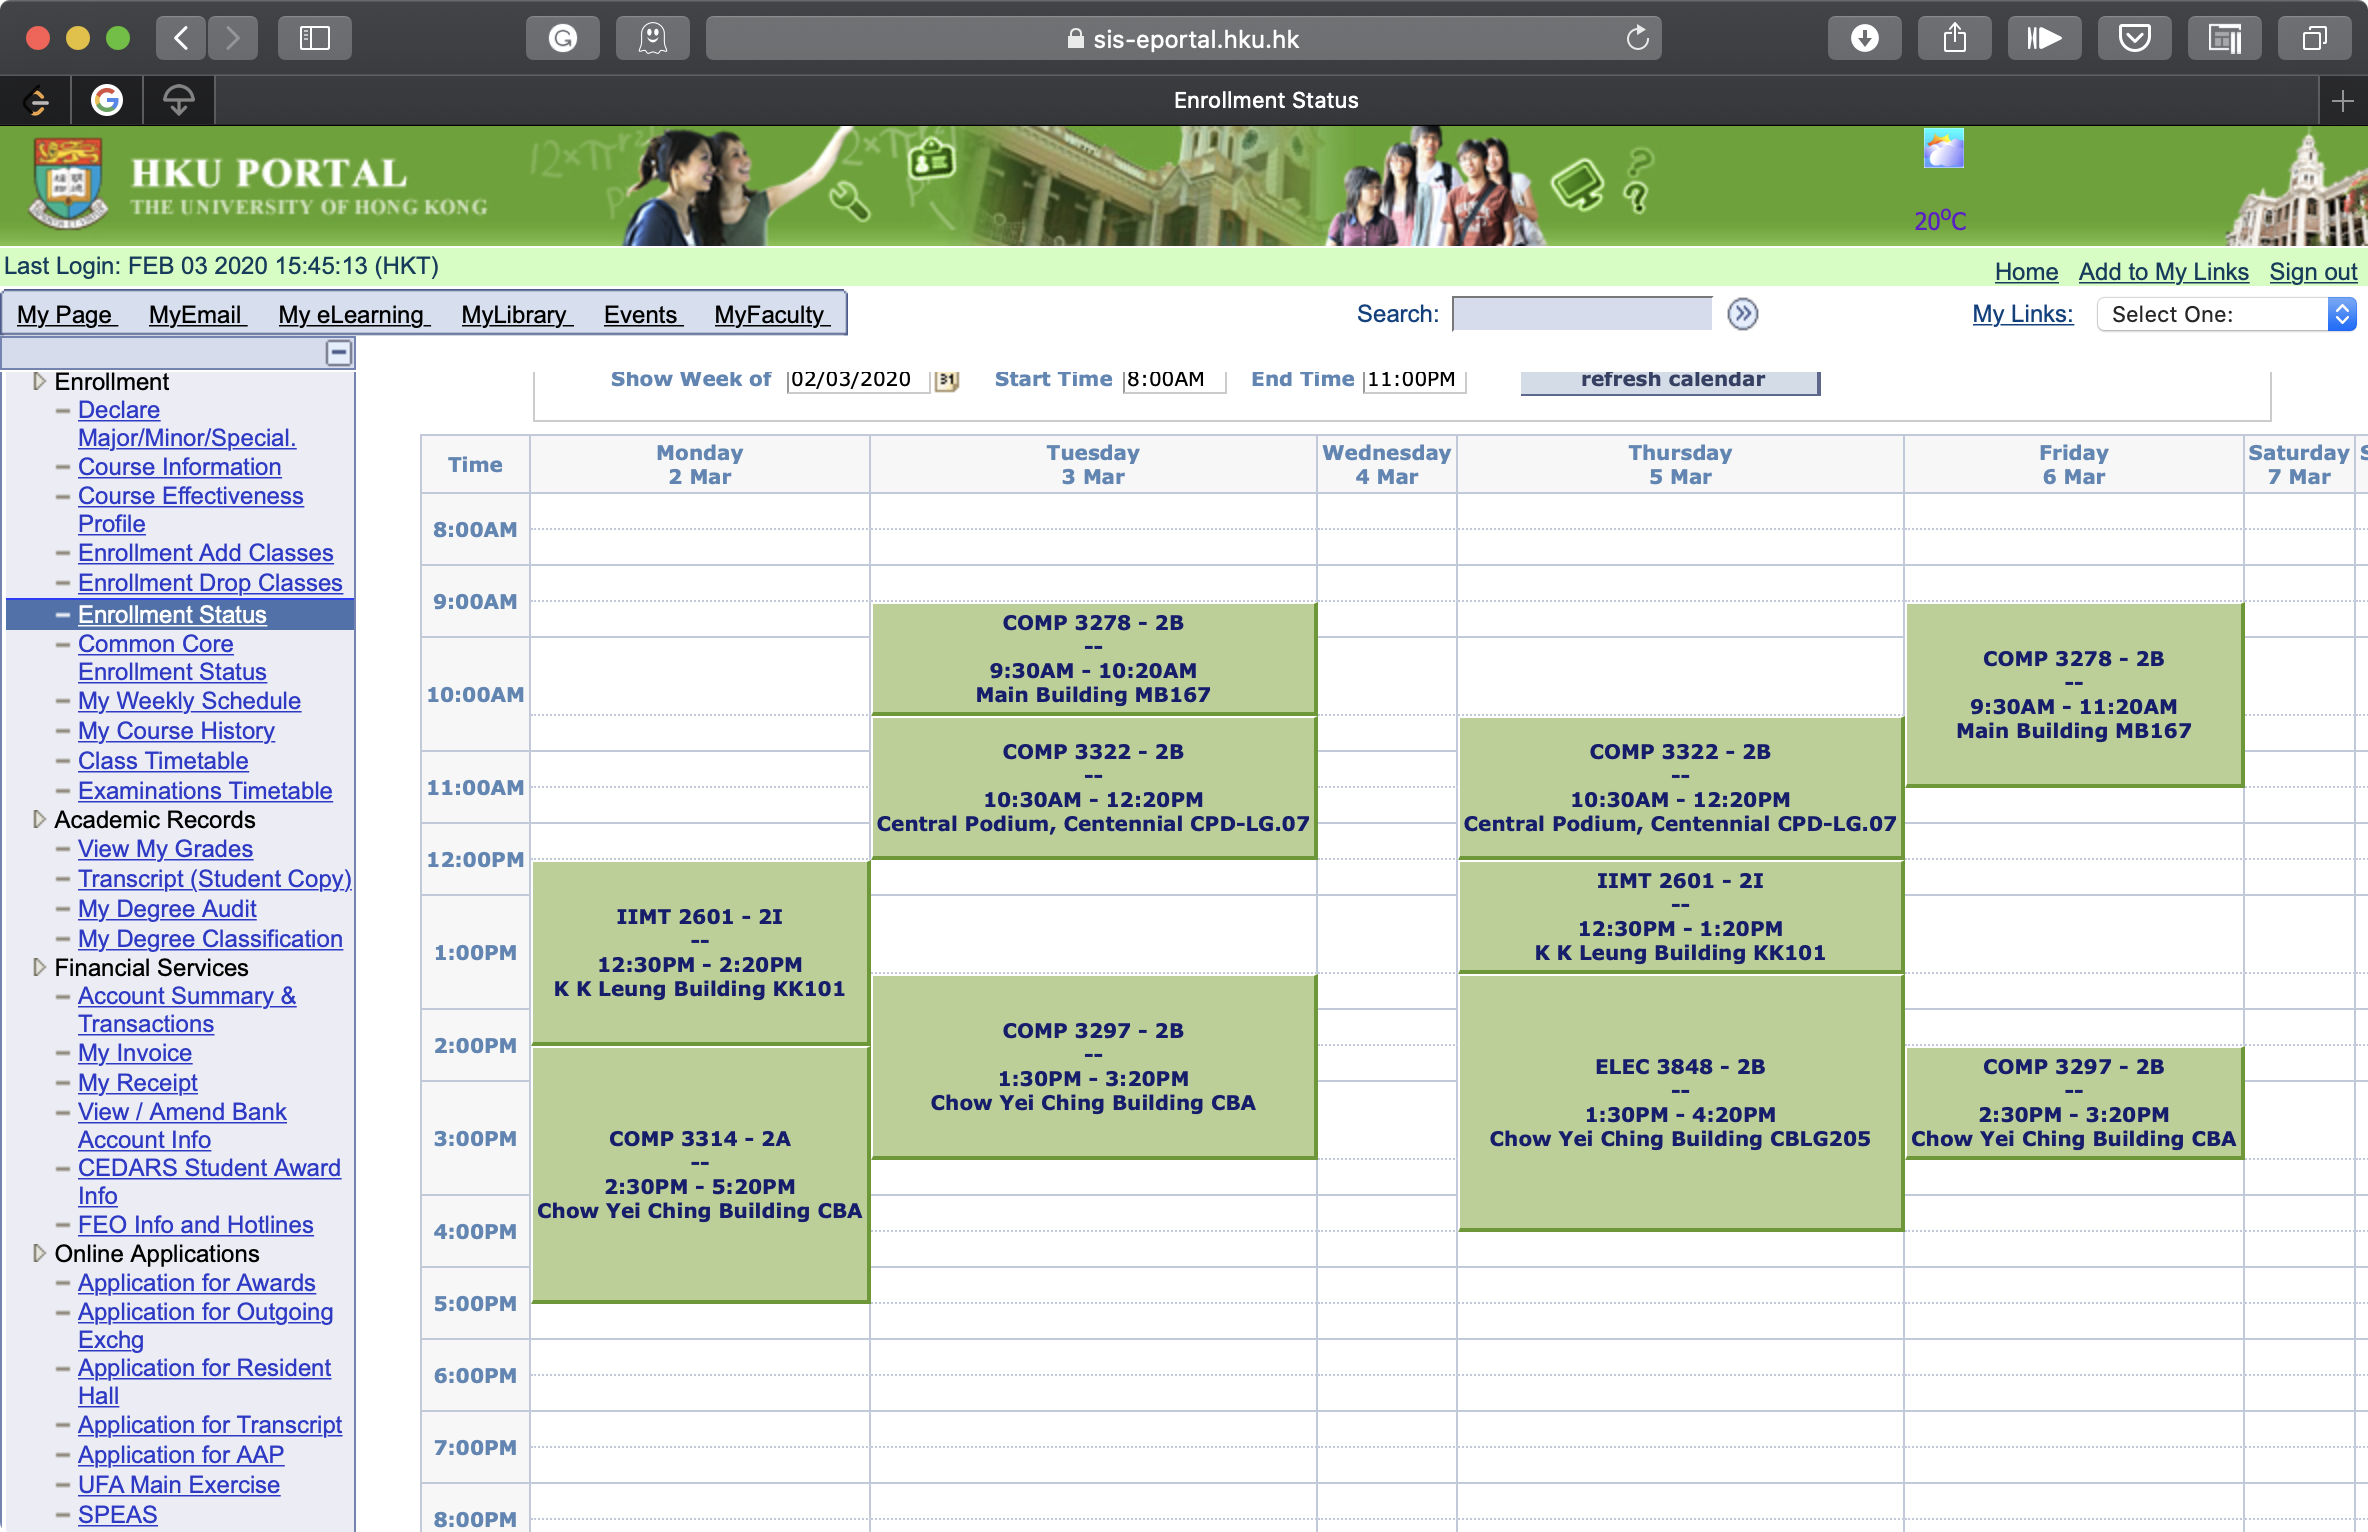 sis-eportal.hku.hk
Enrollment Status
HKU PORTAL
THE UNIVERSITY OF HONG KONG
20°C
Last Login: FEB 03 2020 15:45:13 (HKT)
Home Add to My Links Sign out
My Page MyEmail My eLearning MyLibrary Events MyFaculty
Search:
My Links: Select One:
Enrollment
Declare
Major/Minor/Special.
Course Information
Course Effectiveness
Profile
Enrollment Add Classes
Enrollment Drop Classes
Enrollment Status
Common Core
Enrollment Status
My Weekly Schedule
My Course History
Class Timetable
Examinations Timetable
Academic Records
View My Grades
Transcript (Student Copy)
My Degree Audit
My Degree Classification
Financial Services
Account Summary &
Transactions
My Invoice
My Receipt
View / Amend Bank
Account Info
CEDARS Student Award
Info
FEO Info and Hotlines
Online Applications
Application for Awards
Application for Outgoing
Exchg
Application for Resident
Hall
Application for Transcript
Application for AAP
UFA Main Exercise
SPEAS
Show Week of 02/03/2020 31 Start Time 8:00AM End Time 11:00PM refresh calendar
Time
Monday
2 Mar
Tuesday
3 Mar
Wednesday
4 Mar
Thursday
5 Mar
Friday
6 Mar
Saturday
7 Mar
8:00AM
9:00AM
10:00AM
11:00AM
12:00PM
1:00PM
2:00PM
3:00PM
4:00PM
5:00PM
6:00PM
7:00PM
8:00PM
IIMT 2601 - 2I
--
12:30PM - 2:20PM
K K Leung Building KK101
COMP 3314 - 2A
--
2:30PM - 5:20PM
Chow Yei Ching Building CBA
COMP 3278 - 2B
--
9:30AM - 10:20AM
Main Building MB167
COMP 3322 - 2B
--
10:30AM - 12:20PM
Central Podium, Centennial CPD-LG.07
COMP 3297 - 2B
--
1:30PM - 3:20PM
Chow Yei Ching Building CBA
COMP 3322 - 2B
--
10:30AM - 12:20PM
Central Podium, Centennial CPD-LG.07
IIMT 2601 - 2I
--
12:30PM - 1:20PM
K K Leung Building KK101
ELEC 3848 - 2B
--
1:30PM - 4:20PM
Chow Yei Ching Building CBLG205
COMP 3278 - 2B
--
9:30AM - 11:20AM
Main Building MB167
COMP 3297 - 2B
--
2:30PM - 3:20PM
Chow Yei Ching Building CBA